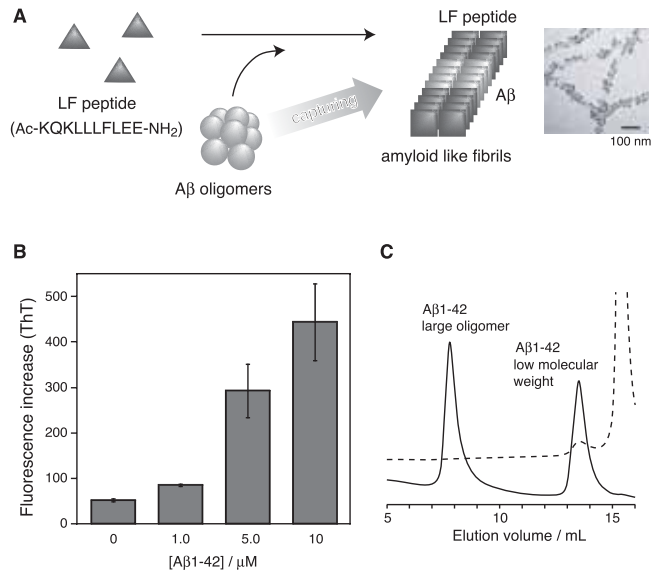 A
LF peptide
(Ac-KQKLLLFLEE-NH2)
Aβ oligomers
capturing
LF peptide
Aβ
amyloid like fibrils
100 nm
B
Fluorescence increase (ThT)
500
400
300
200
100
0
0 1.0 5.0 10
[Aβ1-42] / μM
C
Aβ1-42
large oligomer
Aβ1-42
low molecular
weight
5 10 15
Elution volume / mL